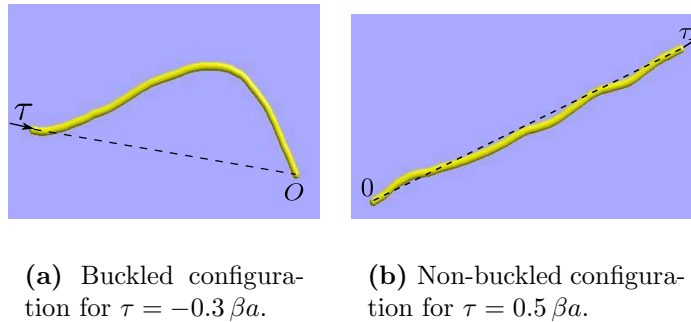 τ
O
τ
0
(a) Buckled configura-
tion for τ = −0.3 βa.
(b) Non-buckled configura-
tion for τ = 0.5 βa.